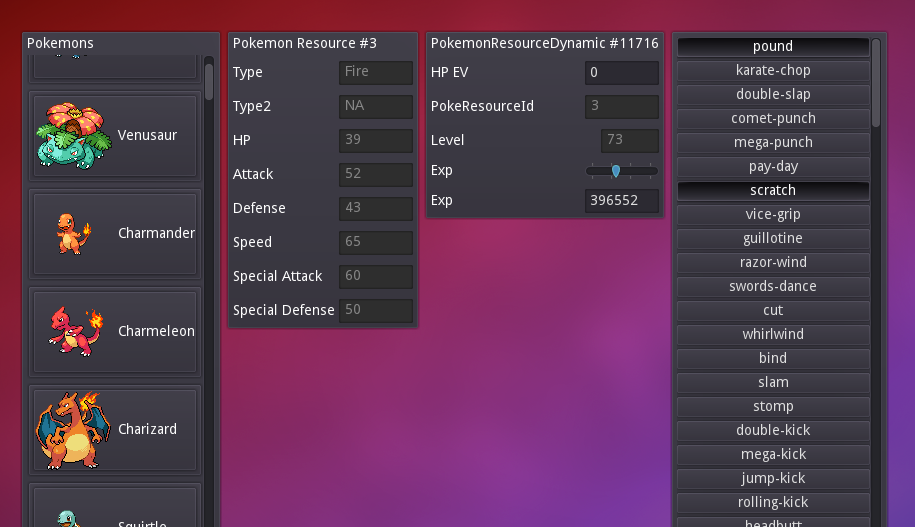 Pokemons
Venusaur
Charmander
Charmeleon
Charizard
Squirtle
Pokemon Resource #3
Type Fire
Type2 NA
HP 39
Attack 52
Defense 43
Speed 65
Special Attack 60
Special Defense 50
PokemonResourceDynamic #11716
HP EV 0
PokeResourceId 3
Level 73
Exp
Exp 396552
pound
karate-chop
double-slap
comet-punch
mega-punch
pay-day
scratch
vice-grip
guillotine
razor-wind
swords-dance
cut
whirlwind
bind
slam
stomp
double-kick
mega-kick
jump-kick
rolling-kick
headbutt